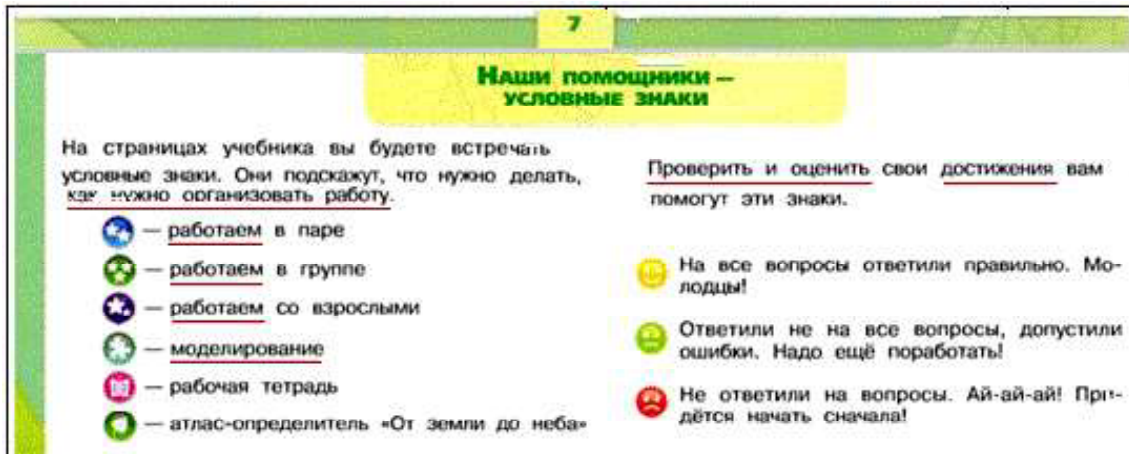 7
НАШИ ПОМОЩНИКИ –
УСЛОВНЫЕ ЗНАКИ
На страницах учебника вы будете встречать
условные знаки. Они подскажут, что нужно делать,
как нужно организовать работу.
— работаем в паре
— работаем в группе
— работаем со взрослыми
— моделирование
— рабочая тетрадь
— атлас-определитель «От земли до неба»
Проверить и оценить свои достижения вам
помогут эти знаки.
На все вопросы ответили правильно. Мо-
лодцы!
Ответили не на все вопросы, допустили
ошибки. Надо ещё поработать!
Не ответили на вопросы. Ай-ай-ай! При-
дётся начать сначала!